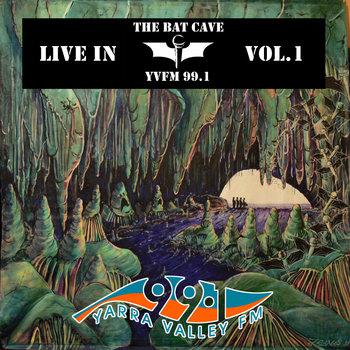 THE BAT CAVE
LIVE IN VOL.1
YVFM 99.1
99.1
YARRA VALLEY FM